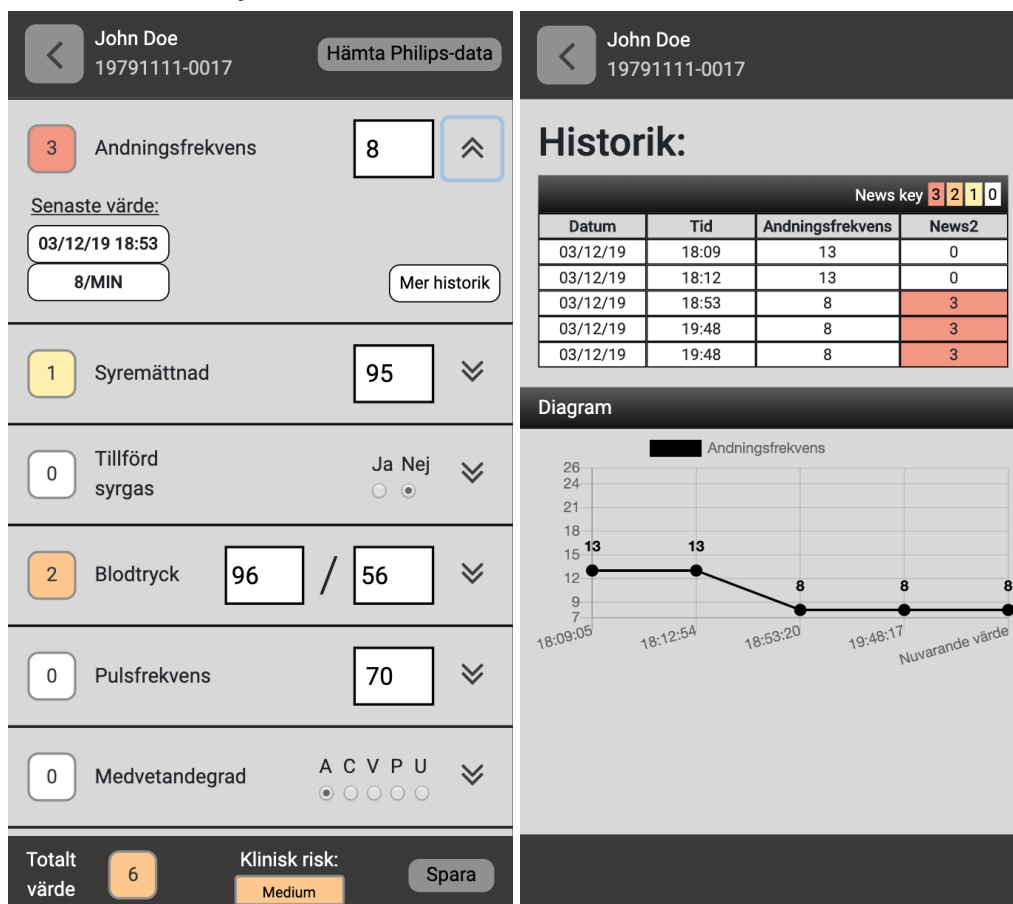 John Doe
19791111-0017
Hämta Philips-data
3 Andningsfrekvens 8
Senaste värde:
03/12/19 18:53
8/MIN
Mer historik
1 Syremättnad 95
0 Tillförd
syrgas
Ja Nej
2 Blodtryck 96 / 56
0 Pulsfrekvens 70
0 Medvetandegrad A C V P U
Totalt
värde
6
Klinisk risk:
Medium
Spara
John Doe
19791111-0017
Historik:
News key 3 2 1 0
Datum Tid Andningsfrekvens News2
03/12/19 18:09 13 0
03/12/19 18:12 13 0
03/12/19 18:53 8 3
03/12/19 19:48 8 3
03/12/19 19:48 8 3
Diagram
Andningsfrekvens
26
24
21
18
15
12
9
7
13 13 8 8 8
18:09:05 18:12:54 18:53:20 19:48:17 Nuvarande värde